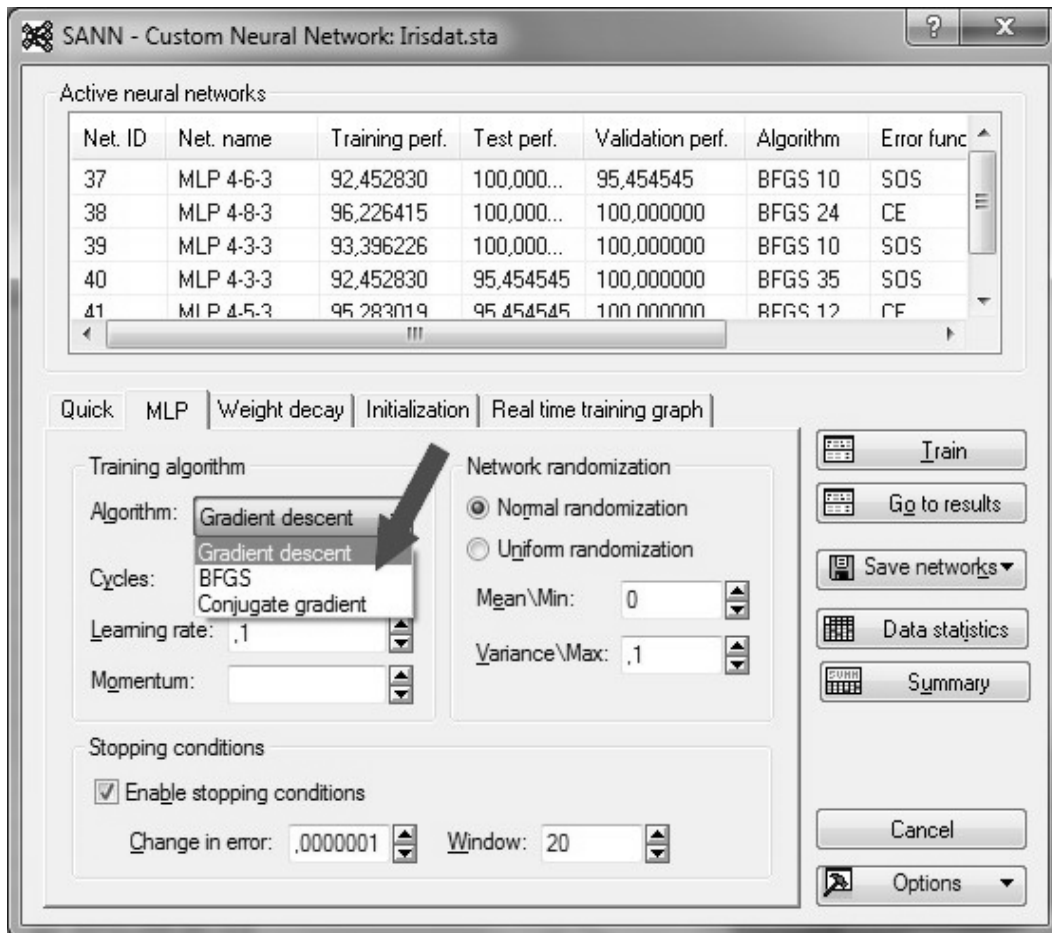 SANN - Custom Neural Network: Irisdat.sta
Active neural networks
Net. ID Net. name Training perf. Test perf. Validation perf. Algorithm Error func
37 MLP 4-6-3 92,452830 100,000... 95,454545 BFGS 10 SOS
38 MLP 4-8-3 96,226415 100,000... 100,000000 BFGS 24 CE
39 MLP 4-3-3 93,396226 100,000... 100,000000 BFGS 10 SOS
40 MLP 4-3-3 92,452830 95,454545 100,000000 BFGS 35 SOS
41 MLP 4-5-3 95,283019 95,454545 100,000000 BFGS 12 CE
Quick MLP Weight decay Initialization Real time training graph
Training algorithm
Algorithm: Gradient descent
Gradient descent
BFGS
Conjugate gradient
Cycles:
Learning rate: ,1
Momentum:
Network randomization
Normal randomization
Uniform randomization
Mean\Min: 0
Variance\Max: ,1
Stopping conditions
Enable stopping conditions
Change in error: ,0000001 Window: 20
Train
Go to results
Save networks
Data statistics
Summary
Cancel
Options